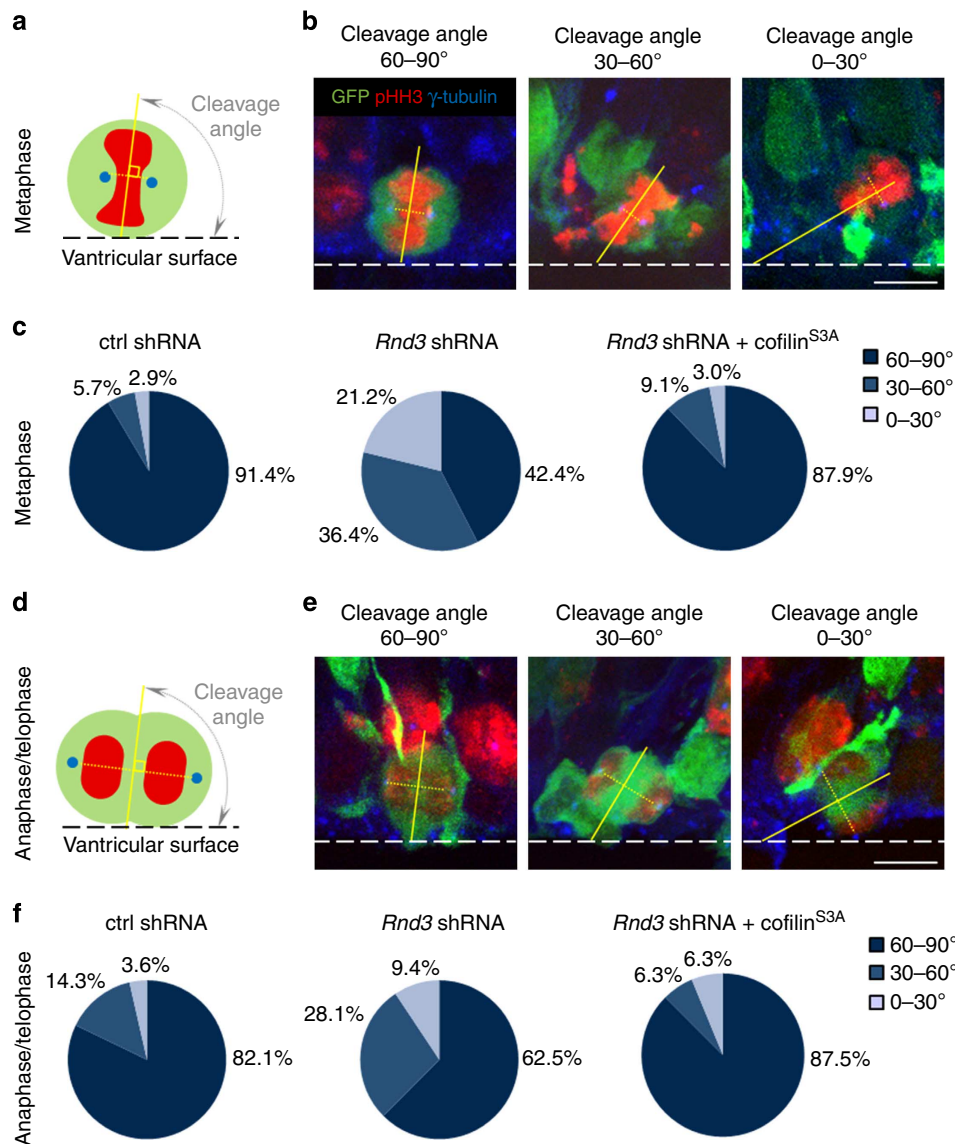 a
Metaphase
Cleavage
angle
Vantricular surface
b
Cleavage angle
60–90°
Cleavage angle
30–60°
Cleavage angle
0–30°
GFP pHH3 γ-tubulin
c
Metaphase
ctrl shRNA
5.7%
2.9%
91.4%
Rnd3 shRNA
21.2%
42.4%
36.4%
Rnd3 shRNA + cofilinS3A
9.1%
3.0%
87.9%
60–90°
30–60°
0–30°
d
Anaphase/telophase
Cleavage
angle
Vantricular surface
e
Cleavage angle
60–90°
Cleavage angle
30–60°
Cleavage angle
0–30°
f
Anaphase/telophase
ctrl shRNA
14.3%
3.6%
82.1%
Rnd3 shRNA
9.4%
28.1%
62.5%
Rnd3 shRNA + cofilinS3A
6.3%
6.3%
87.5%
60–90°
30–60°
0–30°